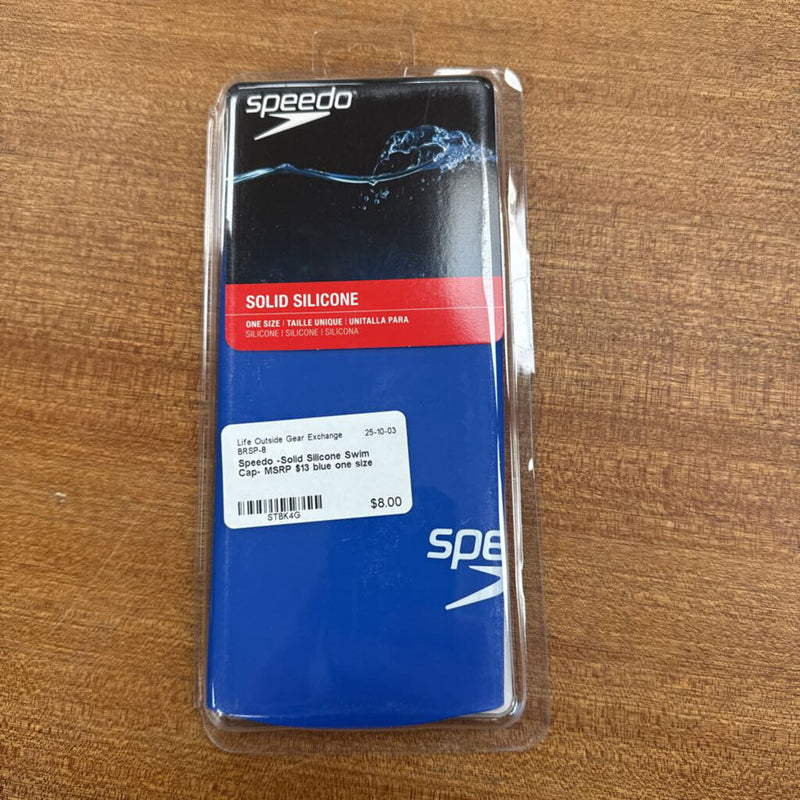 speedo
SOLID SILICONE
ONE SIZE | TAILLE UNIQUE | UNITALLA PARA
SILICONE | SILICONE | SILICONA
Life Outside Gear Exchange 25-10-03
BRSP-8
Speedo -Solid Silicone Swim
Cap- MSRP $13 blue one size
$8.00
STBK4G
spe